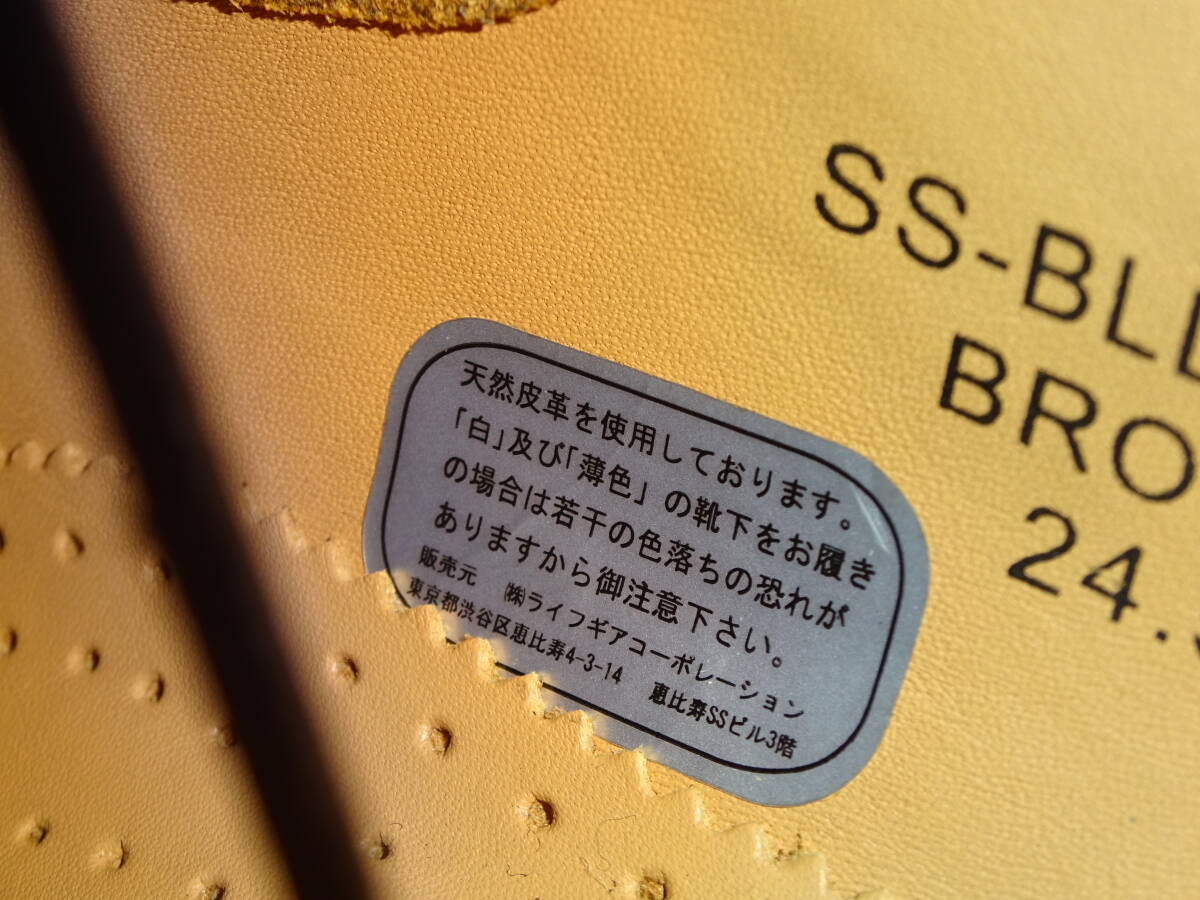 SS-BL
BRO
24.
天然皮革を使用しております。
「白」及び「薄色」の靴下をお履き
の場合は若干の色落ちの恐れが
ありますから御注意下さい。
販売元 ㈱ライフギアコーポレーション
東京都渋谷区恵比寿4-3-14 恵比寿SSビル3階